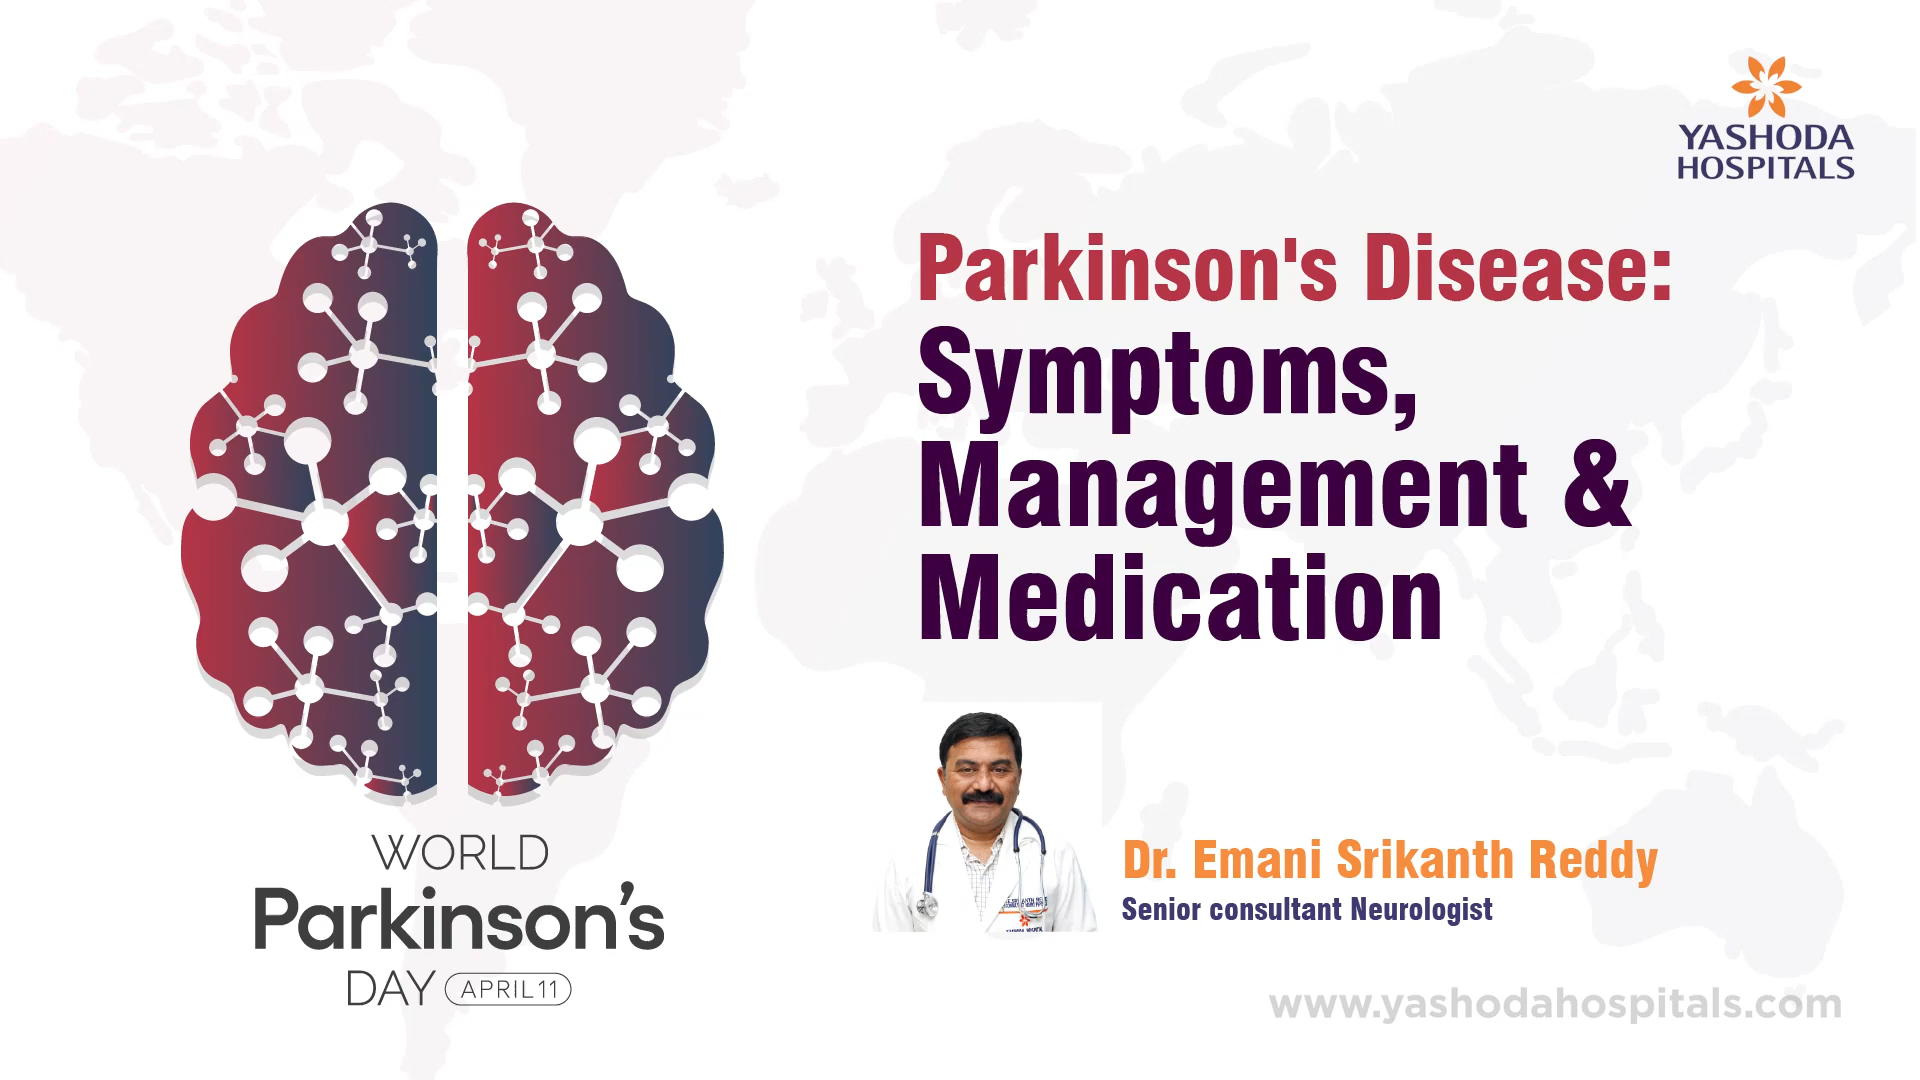 YASHODA
HOSPITALS
Parkinson's Disease:
Symptoms,
Management &
Medication
WORLD
Parkinson’s
DAY APRIL 11
Dr. Emani Srikanth Reddy
Senior consultant Neurologist
www.yashodahospitals.com